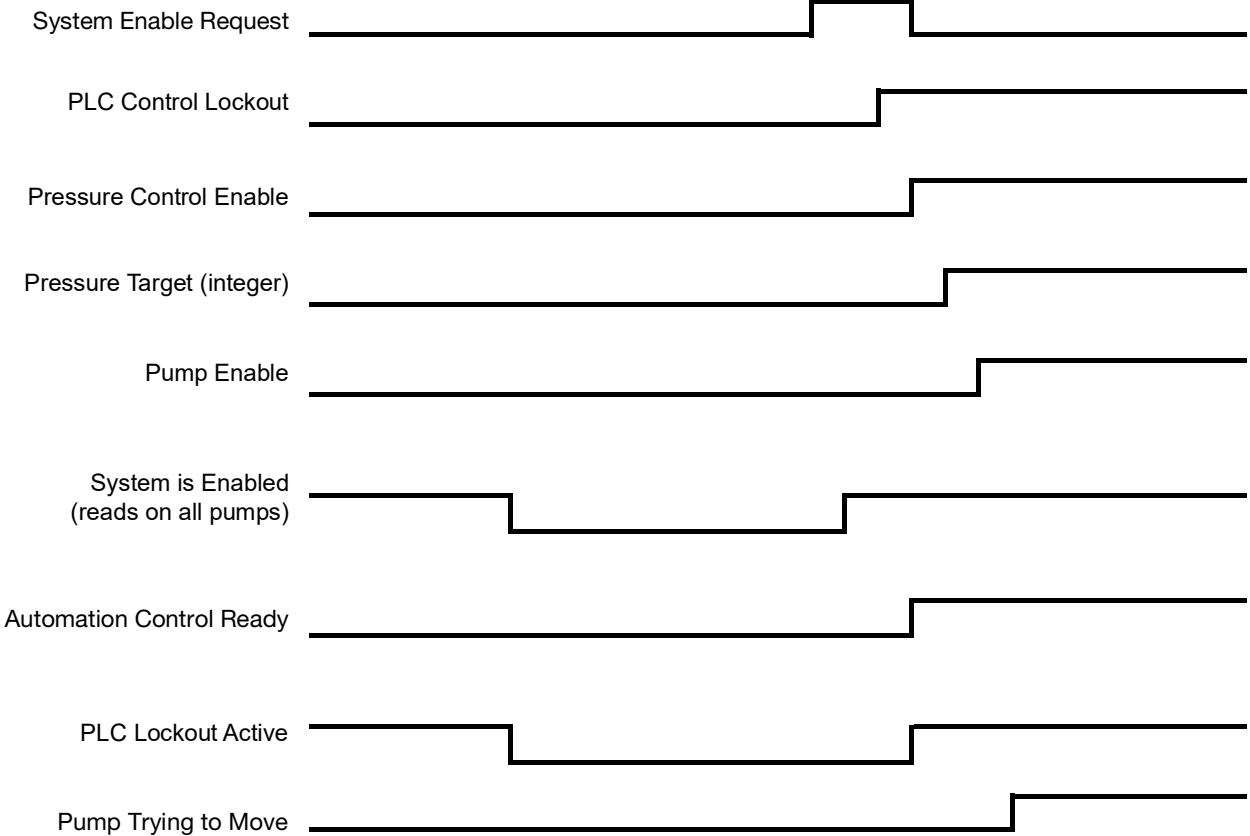 System Enable Request
PLC Control Lockout
Pressure Control Enable
Pressure Target (integer)
Pump Enable
System is Enabled
(reads on all pumps)
Automation Control Ready
PLC Lockout Active
Pump Trying to Move